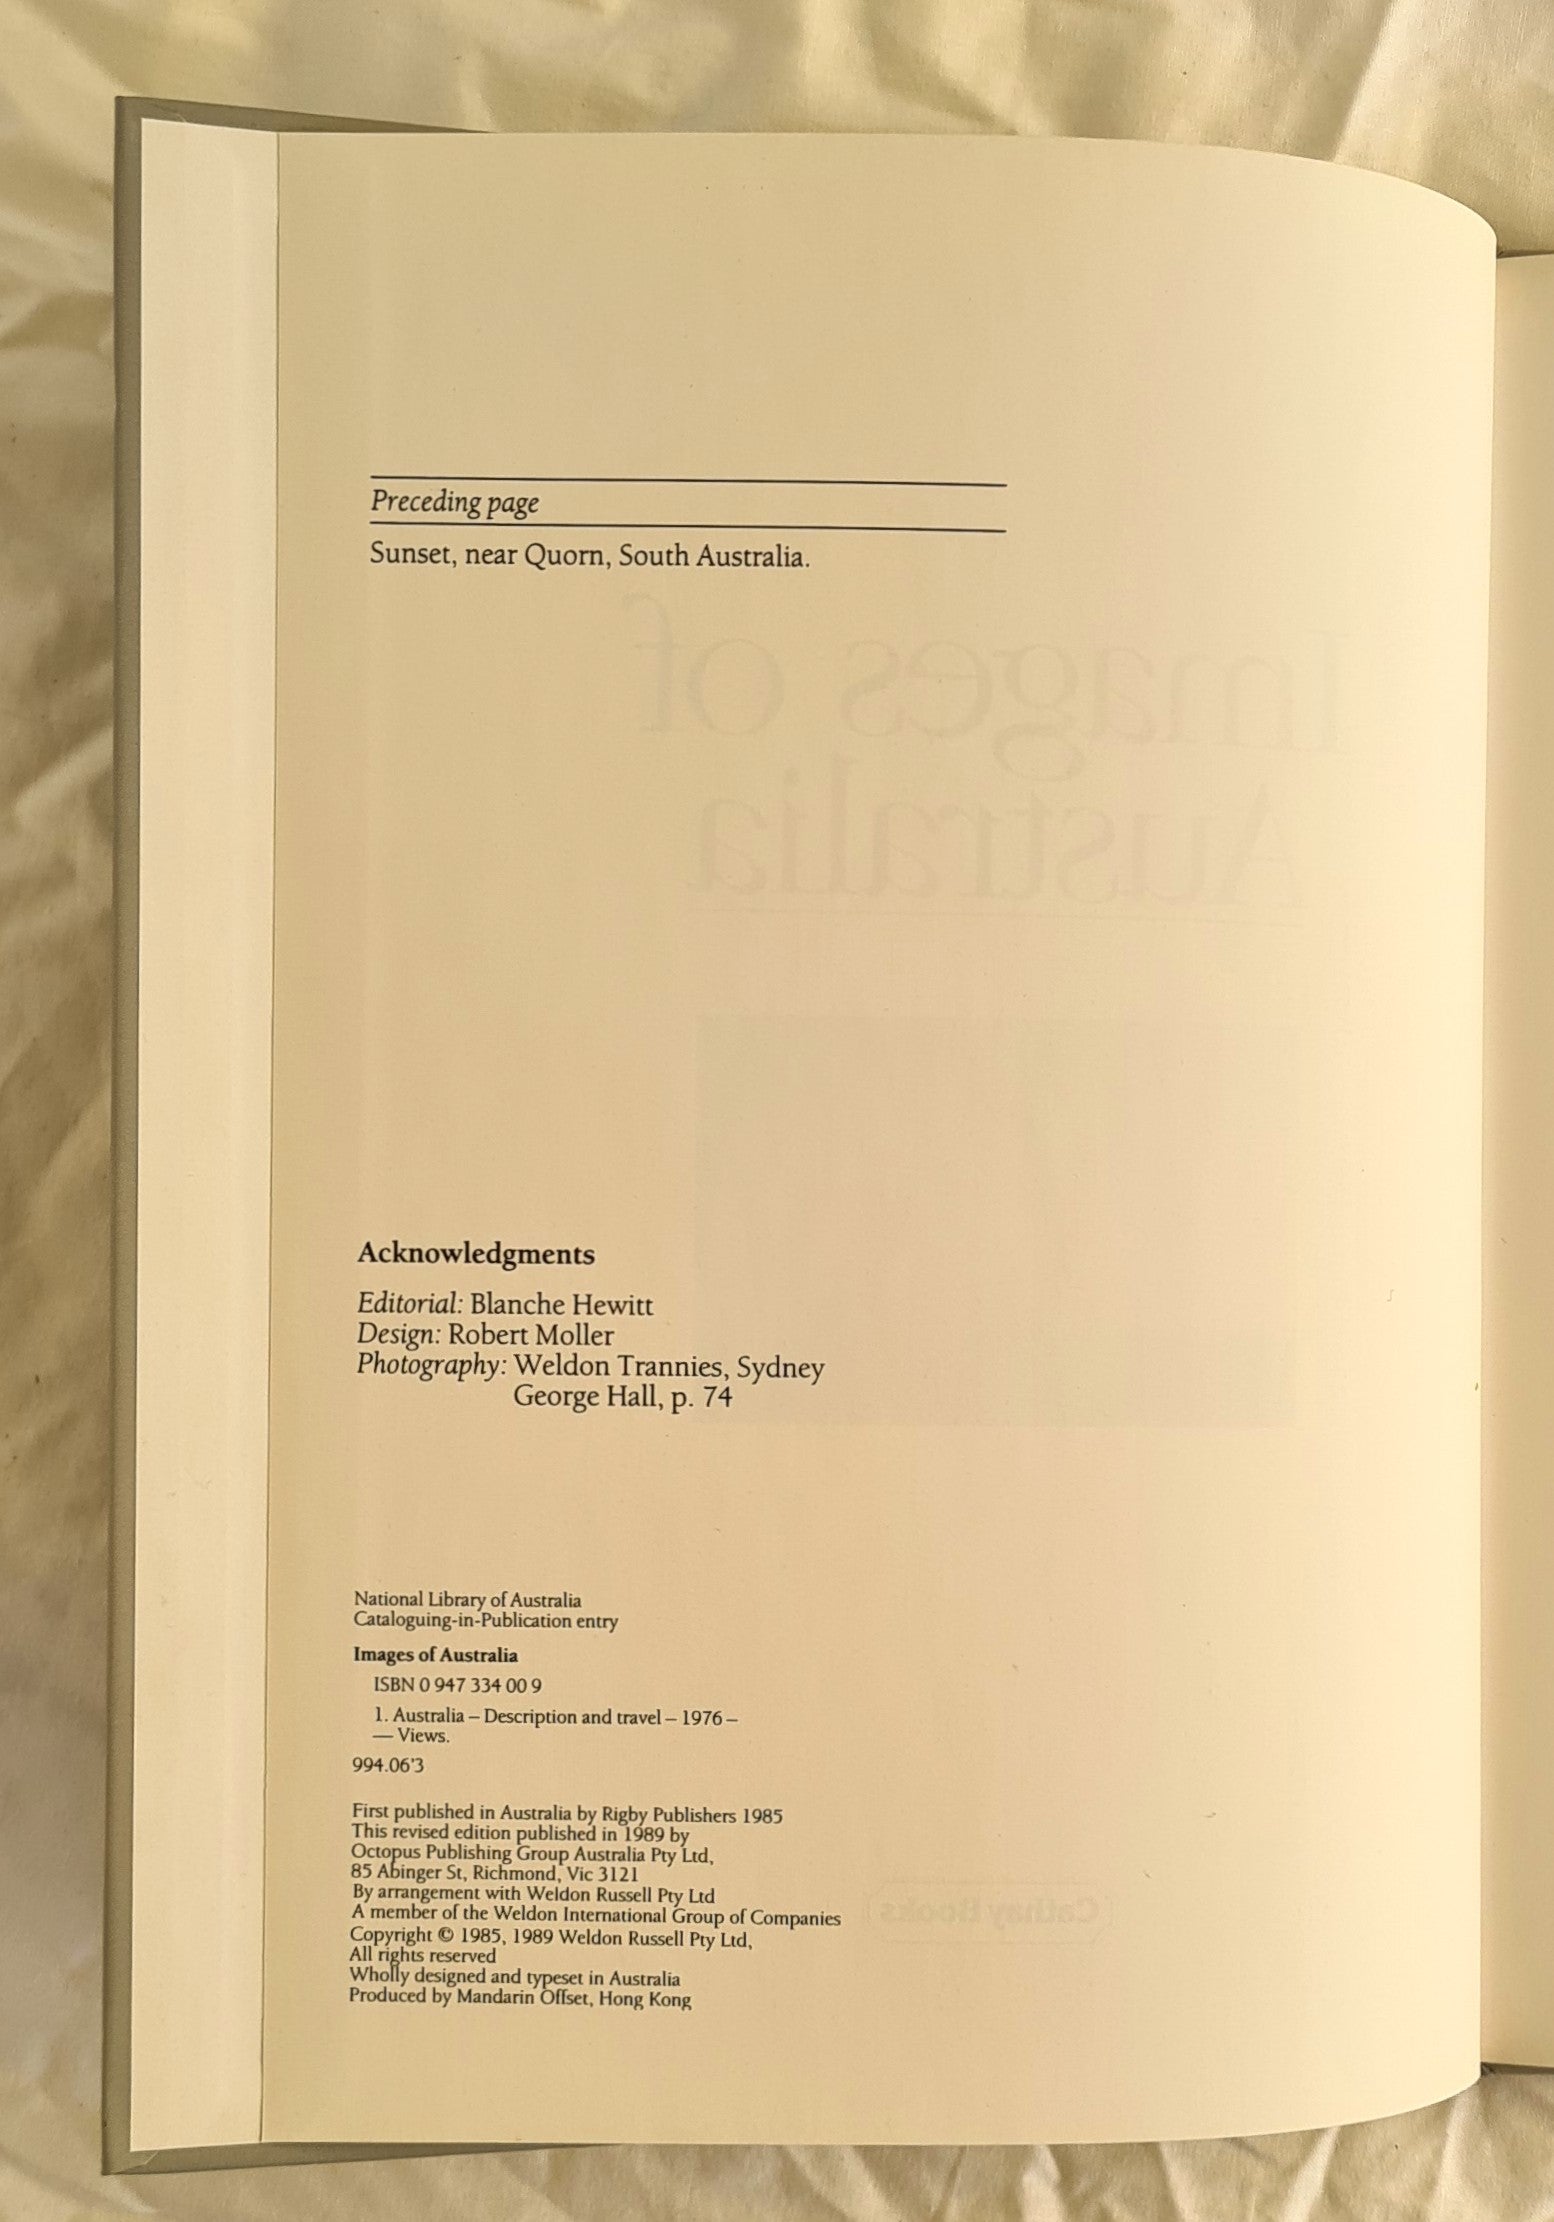 Preceding page
Sunset, near Quorn, South Australia.
Images of
Australia
Acknowledgments
Editorial: Blanche Hewitt
Design: Robert Moller
Photography: Weldon Trannies, Sydney
George Hall, p. 74
National Library of Australia
Cataloguing-in-Publication entry
Images of Australia
ISBN 0 947 334 00 9
1. Australia – Description and travel – 1976 –
— Views.
994.06'3
First published in Australia by Rigby Publishers 1985
This revised edition published in 1989 by
Octopus Publishing Group Australia Pty Ltd,
85 Abinger St, Richmond, Vic 3121
By arrangement with Weldon Russell Pty Ltd
A member of the Weldon International Group of Companies
Copyright © 1985, 1989 Weldon Russell Pty Ltd,
All rights reserved
Wholly designed and typeset in Australia
Produced by Mandarin Offset, Hong Kong
Cathay Books